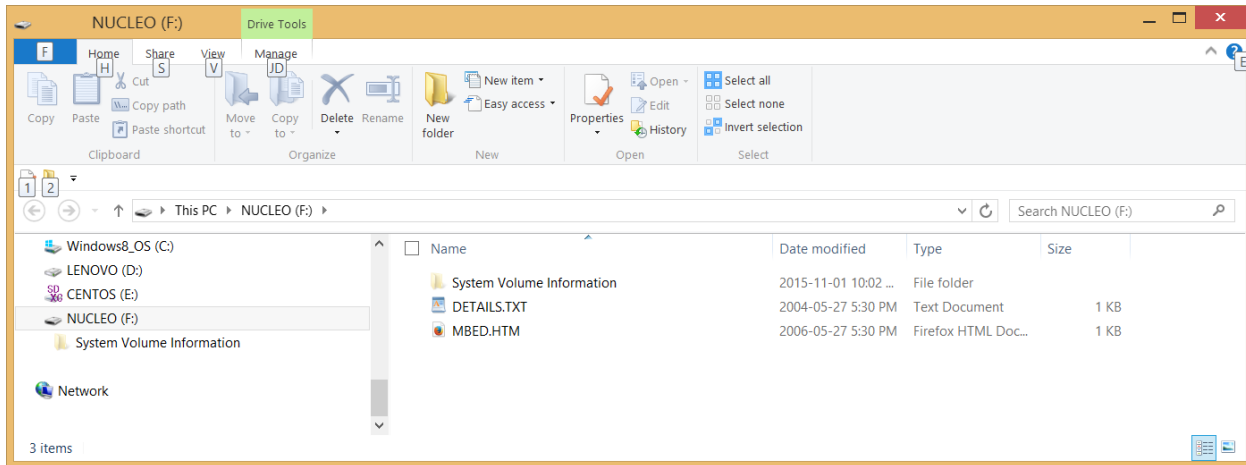 NUCLEO (F:) Drive Tools
F Home Share View Manage
H S V JD E
Copy Paste Cut Copy path Paste shortcut
Clipboard
Move to Copy to Delete Rename
Organize
New folder New item Easy access
New
Properties Open Edit History
Open
Select all
Select none
Invert selection
Select
1 2
This PC NUCLEO (F:) Search NUCLEO (F:)
Windows8_OS (C:)
LENOVO (D:)
SD XG CENTOS (E:)
NUCLEO (F:)
System Volume Information
Network
Name Date modified Type Size
System Volume Information 2015-11-01 10:02 ... File folder
DETAILS.TXT 2004-05-27 5:30 PM Text Document 1 KB
MBED.HTM 2006-05-27 5:30 PM Firefox HTML Doc... 1 KB
3 items